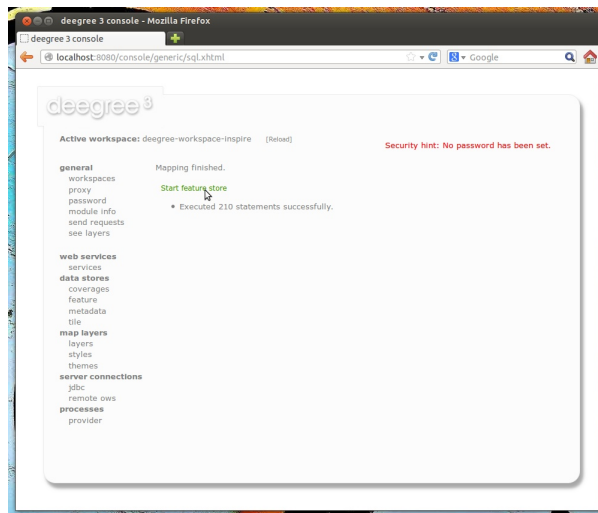 deegree 3 console - Mozilla Firefox
deegree 3 console
localhost:8080/console/generic/sql.xhtml
Google
deegree 3
Active workspace: deegree-workspace-inspire [Reload]
Security hint: No password has been set.
general
workspaces
proxy
password
module info
send requests
see layers
web services
services
data stores
coverages
feature
metadata
tile
map layers
layers
styles
themes
server connections
jdbc
remote ows
processes
provider
Mapping finished.
Start feature store
Executed 210 statements successfully.